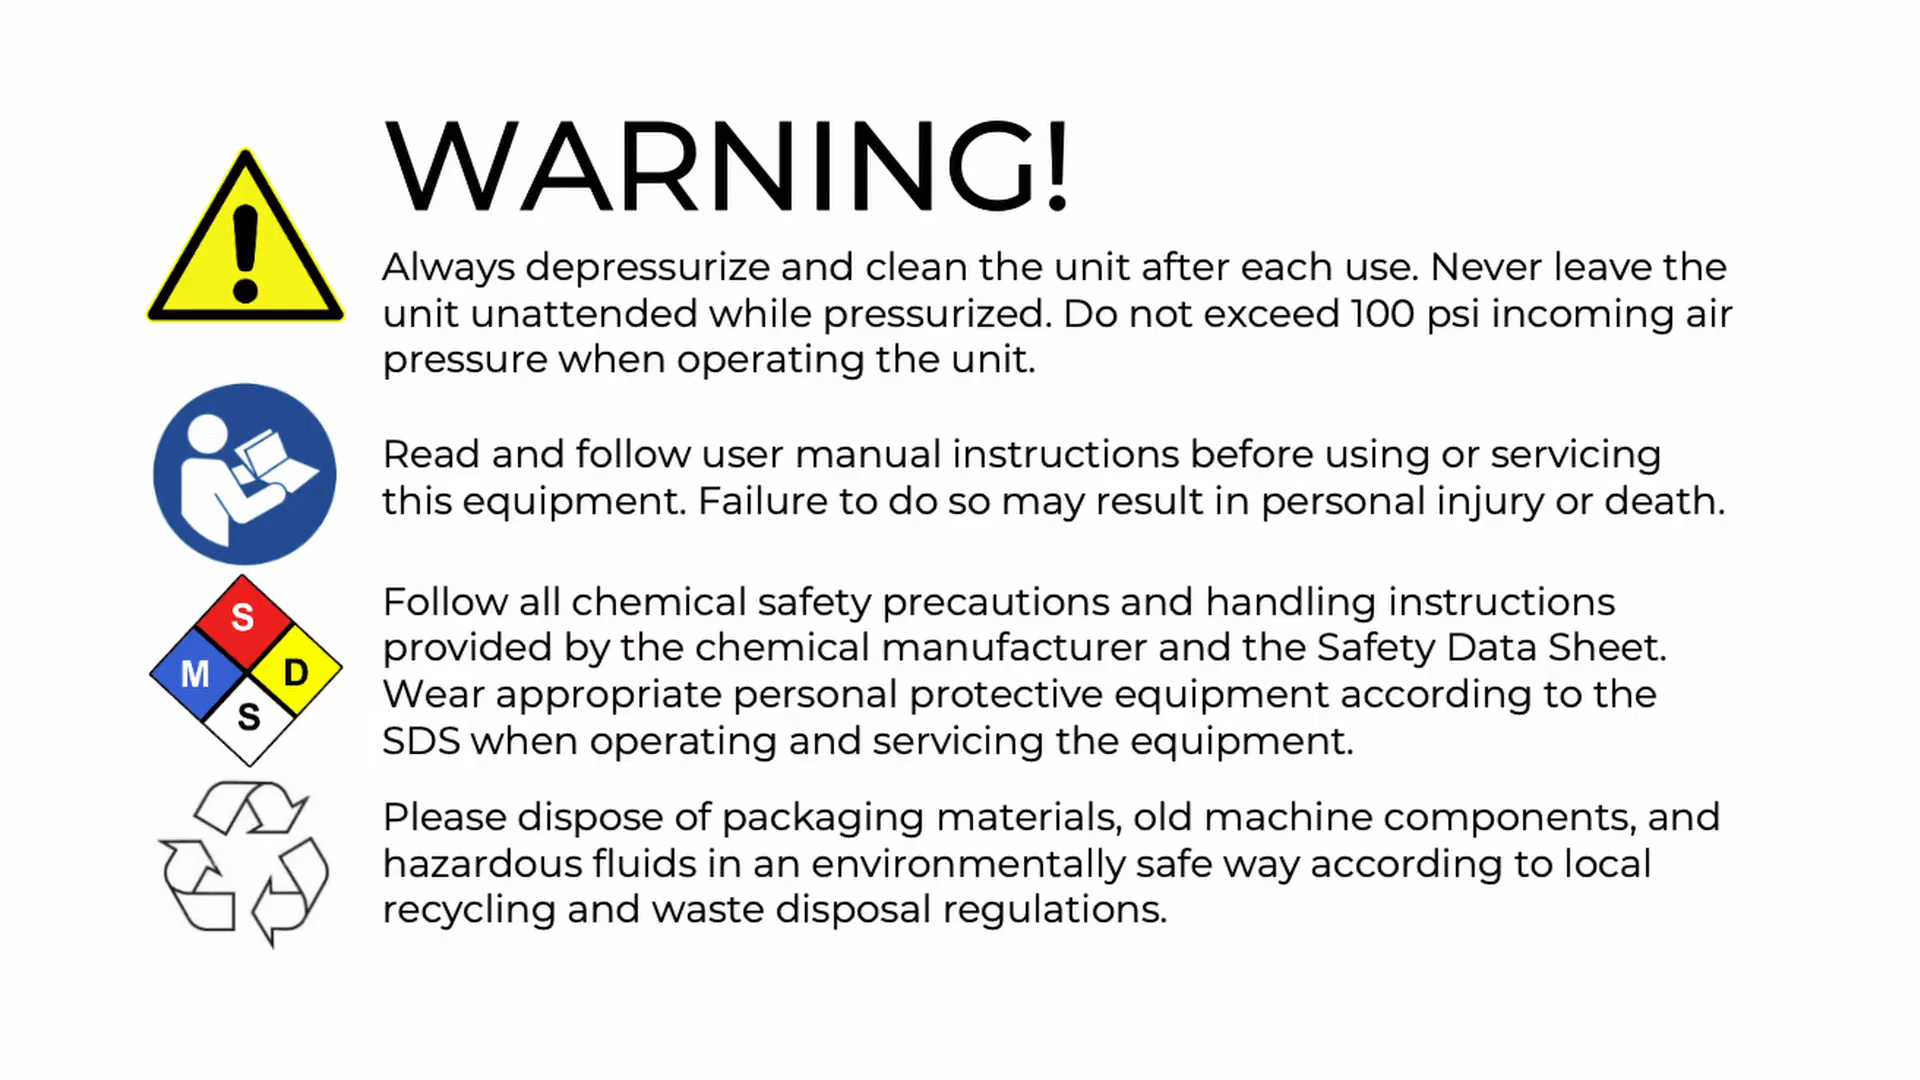 WARNING!
Always depressurize and clean the unit after each use. Never leave the
unit unattended while pressurized. Do not exceed 100 psi incoming air
pressure when operating the unit.
Read and follow user manual instructions before using or servicing
this equipment. Failure to do so may result in personal injury or death.
S
M D
S
Follow all chemical safety precautions and handling instructions
provided by the chemical manufacturer and the Safety Data Sheet.
Wear appropriate personal protective equipment according to the
SDS when operating and servicing the equipment.
Please dispose of packaging materials, old machine components, and
hazardous fluids in an environmentally safe way according to local
recycling and waste disposal regulations.